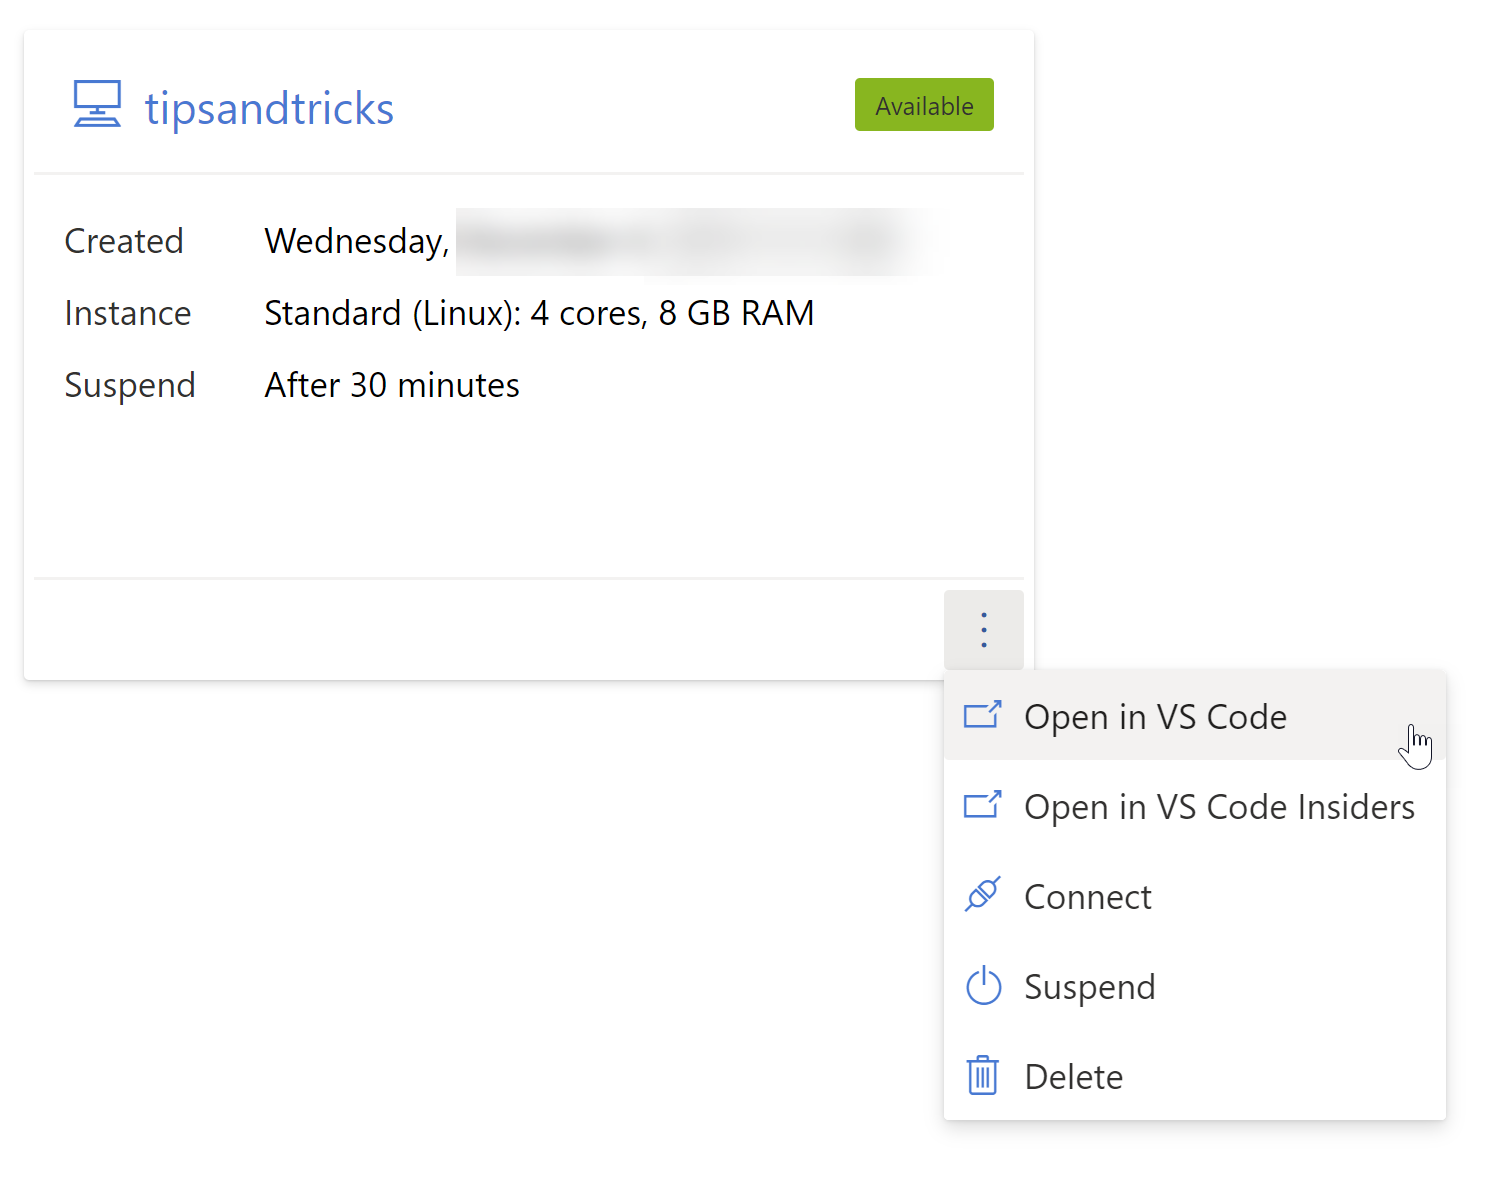 tipsandtricks
Available
Created Wednesday,
Instance Standard (Linux): 4 cores, 8 GB RAM
Suspend After 30 minutes
Open in VS Code
Open in VS Code Insiders
Connect
Suspend
Delete